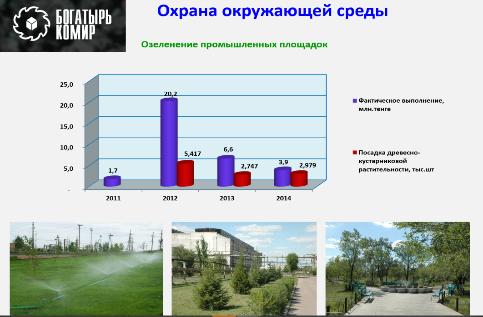 БОГАТЫРЬ
КОМИР
Охрана окружающей среды
Озеленение промышленных площадок
25,0
20,0
15,0
10,0
5,0
-
20,2
1,7
5,417
6,6
2,747
3,9
2,979
2011
2012
2013
2014
Фактическое выполнение,
млн.тенге
Посадка древесно-
кустарниковой
растительности, тыс.шт